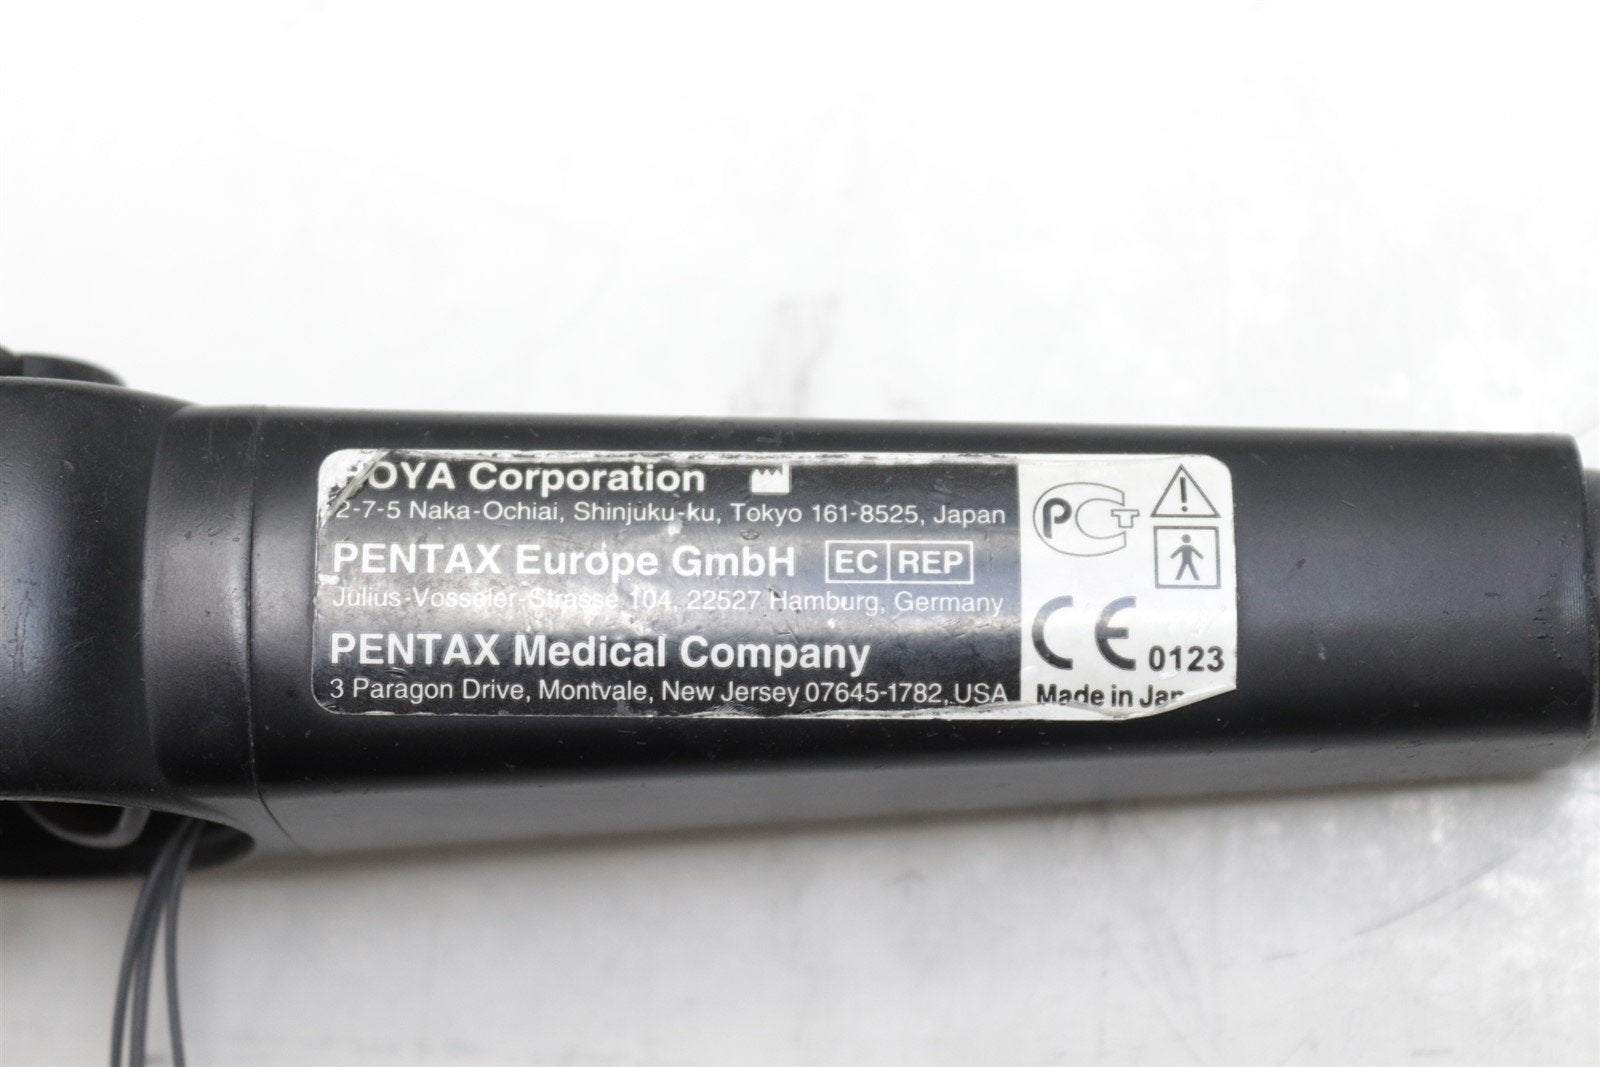 HOYA Corporation
2-7-5 Naka-Ochiai, Shinjuku-ku, Tokyo 161-8525, Japan
PENTAX Europe GmbH EC REP
Julius-Vosseler-Strasse 104, 22527 Hamburg, Germany
PENTAX Medical Company
3 Paragon Drive, Montvale, New Jersey 07645-1782, USA
PCT
CE 0123
Made in Jap